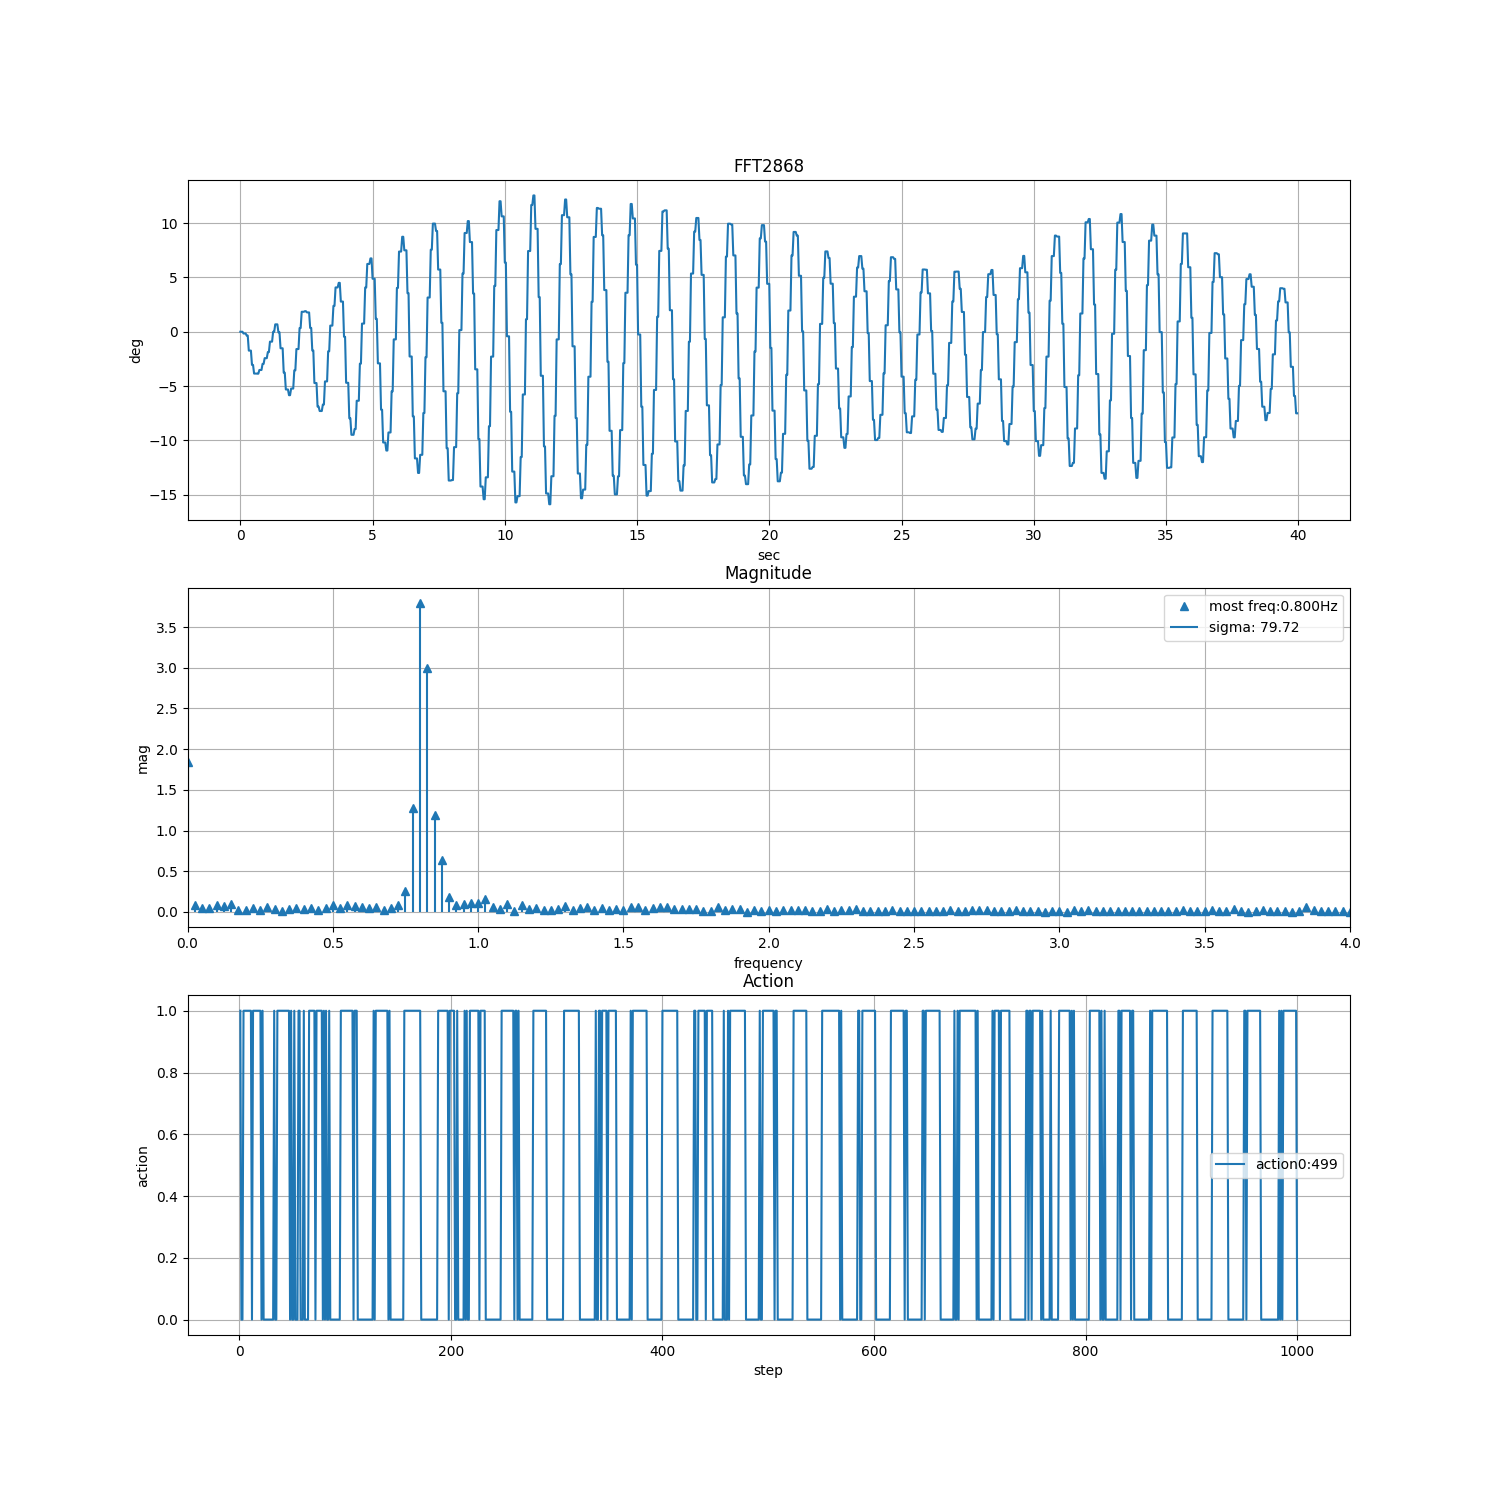 FFT2868
10
5
0
−5
−10
−15
deg
0 5 10 15 20 25 30 35 40
sec
Magnitude
most freq:0.800Hz
sigma: 79.72
3.5
3.0
2.5
2.0
1.5
1.0
0.5
0.0
mag
0.0 0.5 1.0 1.5 2.0 2.5 3.0 3.5 4.0
frequency
Action
1.0
0.8
0.6
0.4
0.2
0.0
action
action0:499
0 200 400 600 800 1000
step